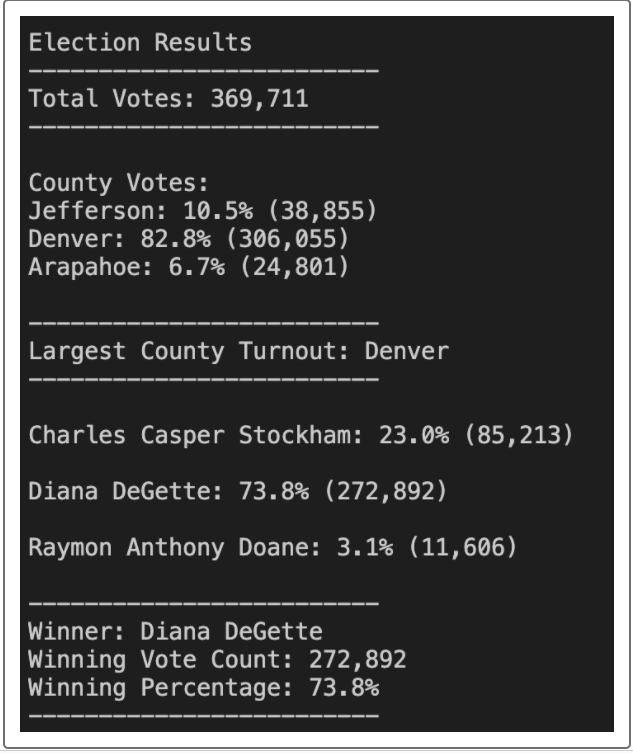 Election Results
-------------------------
Total Votes: 369,711
-------------------------
County Votes:
Jefferson: 10.5% (38,855)
Denver: 82.8% (306,055)
Arapahoe: 6.7% (24,801)
-------------------------
Largest County Turnout: Denver
-------------------------
Charles Casper Stockham: 23.0% (85,213)
Diana DeGette: 73.8% (272,892)
Raymon Anthony Doane: 3.1% (11,606)
-------------------------
Winner: Diana DeGette
Winning Vote Count: 272,892
Winning Percentage: 73.8%
-------------------------